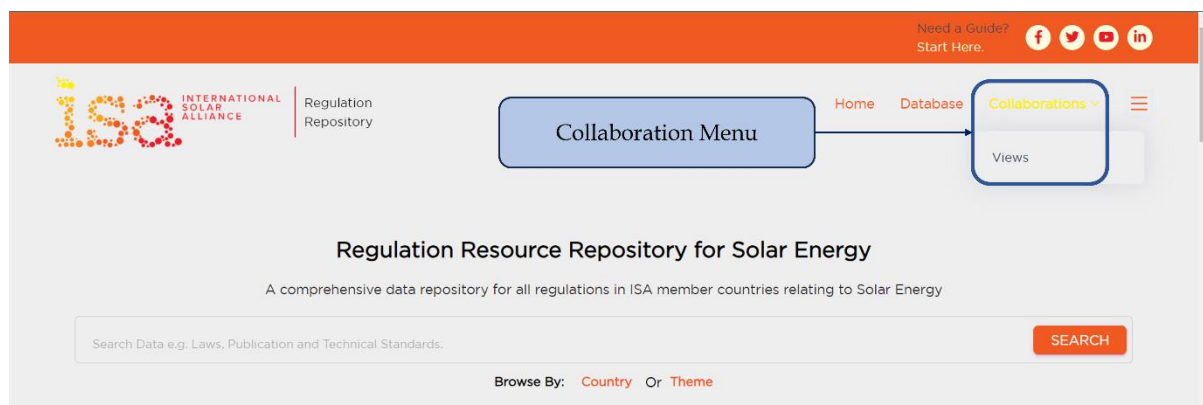 Need a Guide?
Start Here.
isa
INTERNATIONAL
SOLAR
ALLIANCE
Regulation
Repository
Collaboration Menu
Home Database Collaborations
Views
Regulation Resource Repository for Solar Energy
A comprehensive data repository for all regulations in ISA member countries relating to Solar Energy
Search Data e.g. Laws, Publication and Technical Standards.
SEARCH
Browse By: Country Or Theme